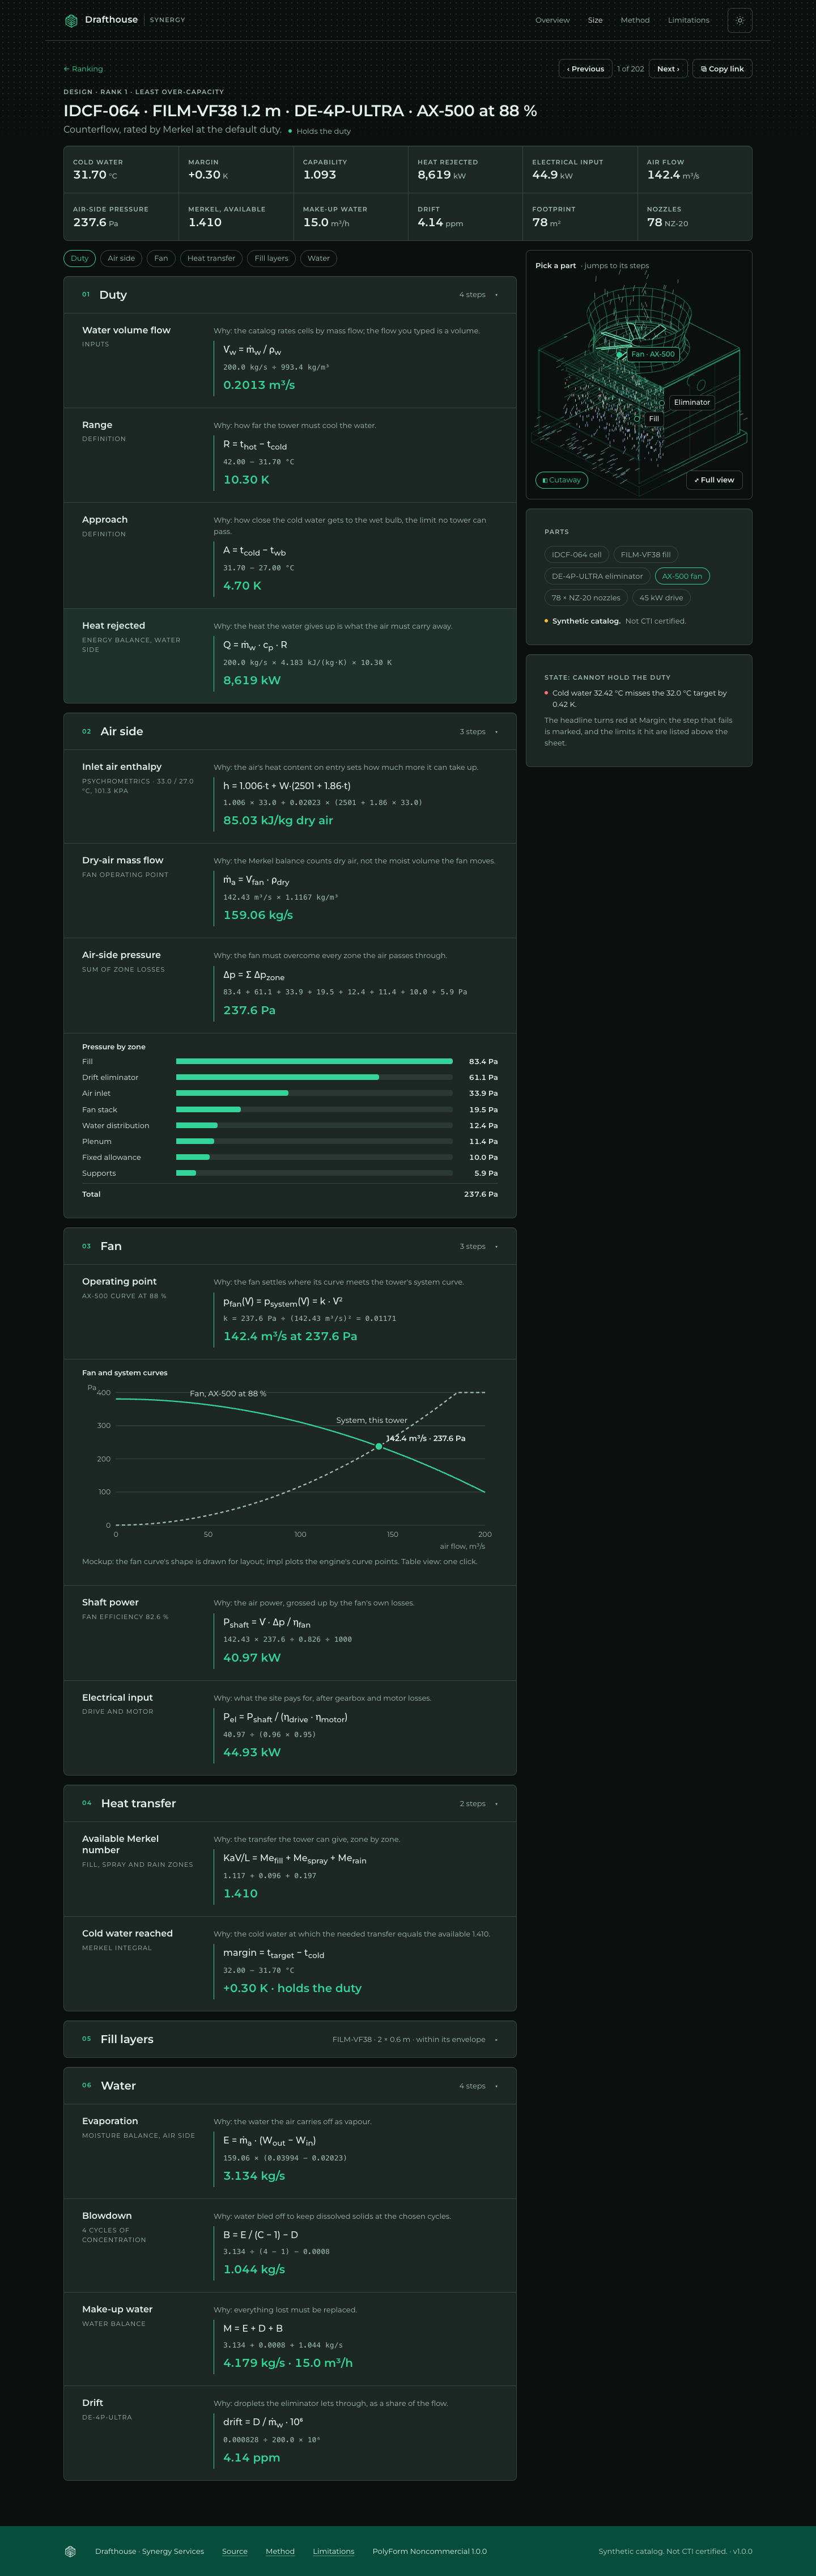 Drafthouse SYNERGY
Overview Size Method Limitations
← Ranking
‹ Previous 1 of 202 Next › Copy link
DESIGN · RANK 1 · LEAST OVER-CAPACITY
IDCF-064 · FILM-VF38 1.2 m · DE-4P-ULTRA · AX-500 at 88 %
Counterflow, rated by Merkel at the default duty. Holds the duty
COLD WATER MARGIN CAPABILITY HEAT REJECTED ELECTRICAL INPUT AIR FLOW
31.70 °C +0.30 K 1.093 8,619 kW 44.9 kW 142.4 m³/s
AIR-SIDE PRESSURE MERKEL, AVAILABLE MAKE-UP WATER DRIFT FOOTPRINT NOZZLES
237.6 Pa 1.410 15.0 m³/h 4.14 ppm 78 m² 78 NZ-20
Duty Air side Fan Heat transfer Fill layers Water
01 Duty 4 steps
Water volume flow
INPUTS
Why: the catalog rates cells by mass flow; the flow you typed is a volume.
V̇w = ṁw / ρw
200.0 kg/s ÷ 993.4 kg/m³
0.2013 m³/s
Range
DEFINITION
Why: how far the tower must cool the water.
R = thot − tcold
42.00 − 31.70 °C
10.30 K
Approach
DEFINITION
Why: how close the cold water gets to the wet bulb, the limit no tower can
pass.
A = tcold − twb
31.70 − 27.00 °C
4.70 K
Heat rejected
ENERGY BALANCE, WATER
SIDE
Why: the heat the water gives up is what the air must carry away.
Q = ṁw · cp · R
200.0 kg/s × 4.183 kJ/(kg·K) × 10.30 K
8,619 kW
02 Air side 3 steps
Inlet air enthalpy
PSYCHROMETRICS · 33.0 / 27.0
°C, 101.3 KPA
Why: the air's heat content on entry sets how much more it can take up.
h = 1.006·t + W·(2501 + 1.86·t)
1.006 × 33.0 + 0.02023 × (2501 + 1.86 × 33.0)
85.03 kJ/kg dry air
Dry-air mass flow
FAN OPERATING POINT
Why: the Merkel balance counts dry air, not the moist volume the fan moves.
ṁa = Vfan · ρdry
142.43 m³/s × 1.1167 kg/m³
159.06 kg/s
Air-side pressure
SUM OF ZONE LOSSES
Why: the fan must overcome every zone the air passes through.
Δp = Σ Δpzone
83.4 + 61.1 + 33.9 + 19.5 + 12.4 + 11.4 + 10.0 + 5.9 Pa
237.6 Pa
Pressure by zone
Fill 83.4 Pa
Drift eliminator 61.1 Pa
Air inlet 33.9 Pa
Fan stack 19.5 Pa
Water distribution 12.4 Pa
Plenum 11.4 Pa
Fixed allowance 10.0 Pa
Supports 5.9 Pa
Total 237.6 Pa
03 Fan 3 steps
Operating point
AX-500 CURVE AT 88 %
Why: the fan settles where its curve meets the tower's system curve.
pfan(V) = psystem(V) = k · V²
k = 237.6 Pa ÷ (142.43 m³/s)² = 0.01171
142.4 m³/s at 237.6 Pa
Fan and system curves
Pa
400
300
200
100
0
Fan, AX-500 at 88 %
System, this tower
142.4 m³/s · 237.6 Pa
0 50 100 150 200
air flow, m³/s
Mockup: the fan curve's shape is drawn for layout; impl plots the engine's curve points. Table view: one click.
Shaft power
FAN EFFICIENCY 82.6 %
Why: the air power, grossed up by the fan's own losses.
Pshaft = V · Δp / ηfan
142.43 × 237.6 ÷ 0.826 ÷ 1000
40.97 kW
Electrical input
DRIVE AND MOTOR
Why: what the site pays for, after gearbox and motor losses.
Pel = Pshaft / (ηdrive · ηmotor)
40.97 ÷ (0.96 × 0.95)
44.93 kW
04 Heat transfer 2 steps
Available Merkel
number
FILL, SPRAY AND RAIN ZONES
Why: the transfer the tower can give, zone by zone.
KaV/L = Mefill + Mespray + Merain
1.117 + 0.096 + 0.197
1.410
Cold water reached
MERKEL INTEGRAL
Why: the cold water at which the needed transfer equals the available 1.410.
margin = ttarget − tcold
32.00 − 31.70 °C
+0.30 K · holds the duty
05 Fill layers FILM-VF38 · 2 × 0.6 m · within its envelope
06 Water 4 steps
Evaporation
MOISTURE BALANCE, AIR SIDE
Why: the water the air carries off as vapour.
E = ṁa · (Wout − Win)
159.06 × (0.03994 − 0.02023)
3.134 kg/s
Blowdown
4 CYCLES OF
CONCENTRATION
Why: water bled off to keep dissolved solids at the chosen cycles.
B = E / (C − 1) − D
3.134 ÷ (4 − 1) − 0.0008
1.044 kg/s
Make-up water
WATER BALANCE
Why: everything lost must be replaced.
M = E + D + B
3.134 + 0.0008 + 1.044 kg/s
4.179 kg/s · 15.0 m³/h
Drift
DE-4P-ULTRA
Why: droplets the eliminator lets through, as a share of the flow.
drift = D / ṁw · 10⁶
0.000828 ÷ 200.0 × 10⁶
4.14 ppm
Pick a part · jumps to its steps
Fan · AX-500
Eliminator
Fill
Cutaway Full view
PARTS
IDCF-064 cell FILM-VF38 fill
DE-4P-ULTRA eliminator AX-500 fan
78 × NZ-20 nozzles 45 kW drive
Synthetic catalog. Not CTI certified.
STATE: CANNOT HOLD THE DUTY
Cold water 32.42 °C misses the 32.0 °C target by
0.42 K.
The headline turns red at Margin; the step that fails
is marked, and the limits it hit are listed above the
sheet.
Drafthouse · Synergy Services Source Method Limitations PolyForm Noncommercial 1.0.0 Synthetic catalog. Not CTI certified. · v1.0.0